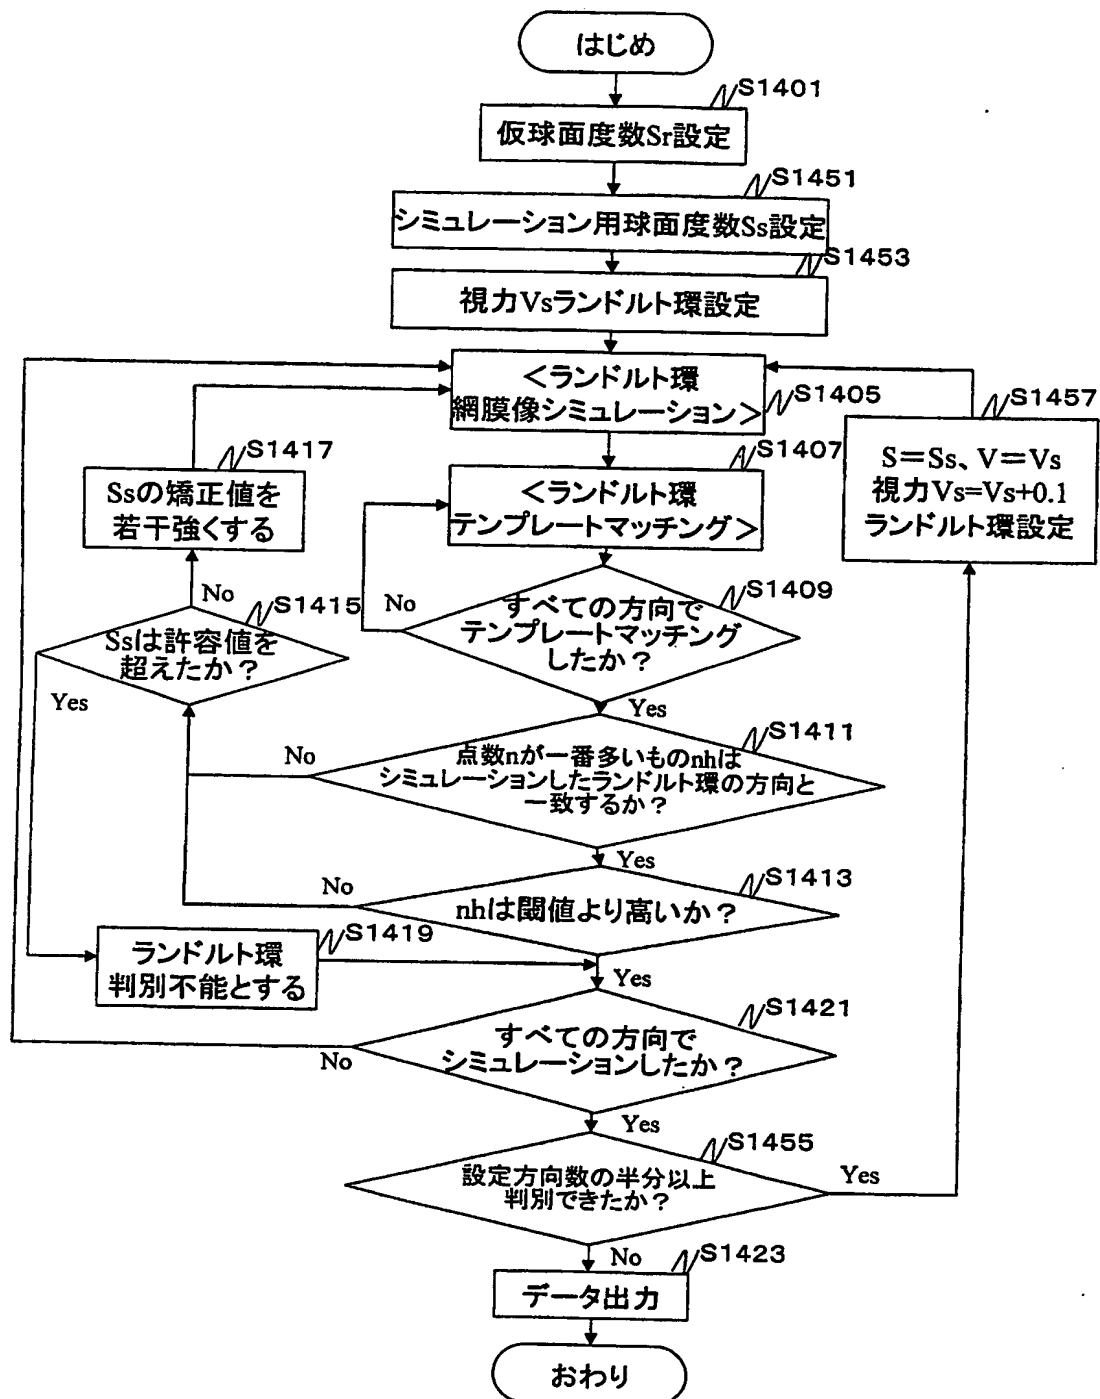 はじめ
S1401
仮球面度数Sr設定
S1451
シミュレーション用球面度数Ss設定
S1453
視力Vsランドルト環設定
<ランドルト環
網膜像シミュレーション>
S1405
S1457
S=Ss、V=Vs
視力Vs=Vs+0.1
ランドルト環設定
S1417
Ssの矯正値を
若干強くする
S1407
<ランドルト環
テンプレートマッチング>
No
S1415
Ssは許容値を
超えたか？
Yes
No
S1409
すべての方向で
テンプレートマッチング
したか？
Yes
S1411
No
点数nが一番多いものnhは
シミュレーションしたランドルト環の方向と
一致するか？
Yes
No
S1413
nhは閾値より高いか？
S1419
ランドルト環
判別不能とする
Yes
S1421
すべての方向で
シミュレーションしたか？
No
Yes
S1455
設定方向数の半分以上
判別できたか？
Yes
No
S1423
データ出力
おわり